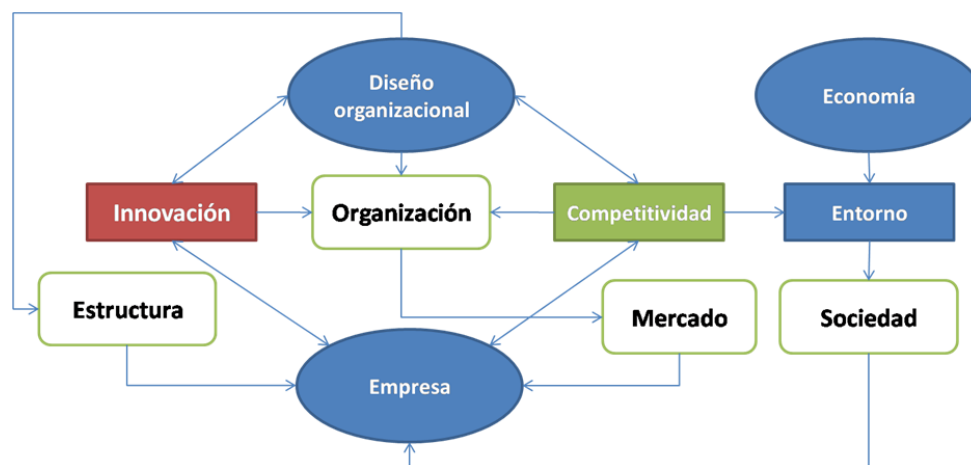 Diseño
organizacional
Economía
Innovación
Organización
Competitividad
Entorno
Estructura
Mercado
Sociedad
Empresa